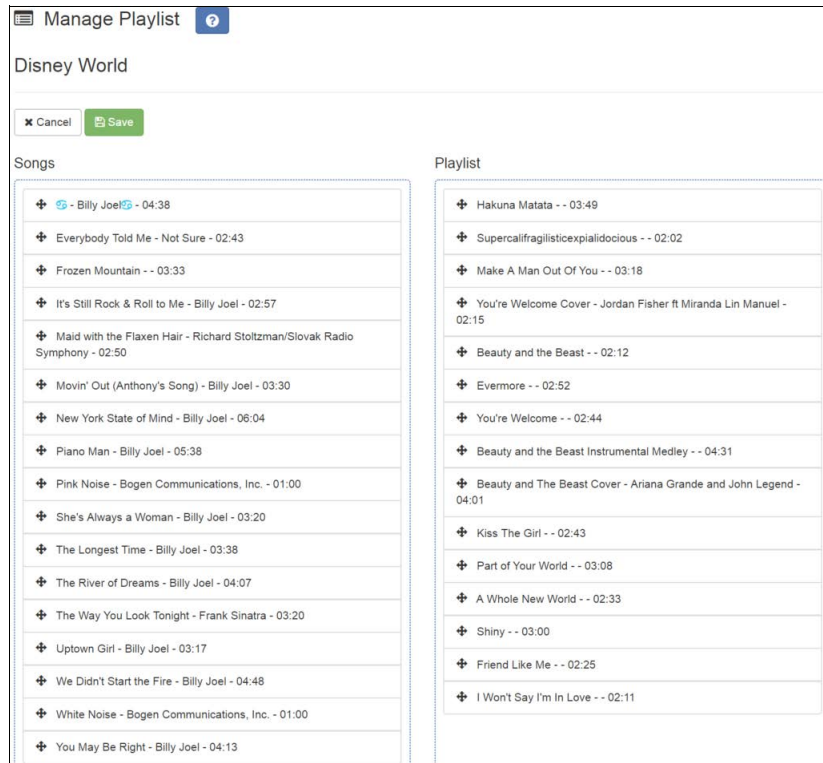 Manage Playlist ?
Disney World
✖ Cancel
Save
Songs
♋ - Billy Joel♋ - 04:38
Everybody Told Me - Not Sure - 02:43
Frozen Mountain - - 03:33
It's Still Rock & Roll to Me - Billy Joel - 02:57
Maid with the Flaxen Hair - Richard Stoltzman/Slovak Radio
Symphony - 02:50
Movin' Out (Anthony's Song) - Billy Joel - 03:30
New York State of Mind - Billy Joel - 06:04
Piano Man - Billy Joel - 05:38
Pink Noise - Bogen Communications, Inc. - 01:00
She's Always a Woman - Billy Joel - 03:20
The Longest Time - Billy Joel - 03:38
The River of Dreams - Billy Joel - 04:07
The Way You Look Tonight - Frank Sinatra - 03:20
Uptown Girl - Billy Joel - 03:17
We Didn't Start the Fire - Billy Joel - 04:48
White Noise - Bogen Communications, Inc. - 01:00
You May Be Right - Billy Joel - 04:13
Playlist
Hakuna Matata - - 03:49
Supercalifragilisticexpialidocious - - 02:02
Make A Man Out Of You - - 03:18
You're Welcome Cover - Jordan Fisher ft Miranda Lin Manuel -
02:15
Beauty and the Beast - - 02:12
Evermore - - 02:52
You're Welcome - - 02:44
Beauty and the Beast Instrumental Medley - - 04:31
Beauty and The Beast Cover - Ariana Grande and John Legend -
04:01
Kiss The Girl - - 02:43
Part of Your World - - 03:08
A Whole New World - - 02:33
Shiny - - 03:00
Friend Like Me - - 02:25
I Won't Say I'm In Love - - 02:11